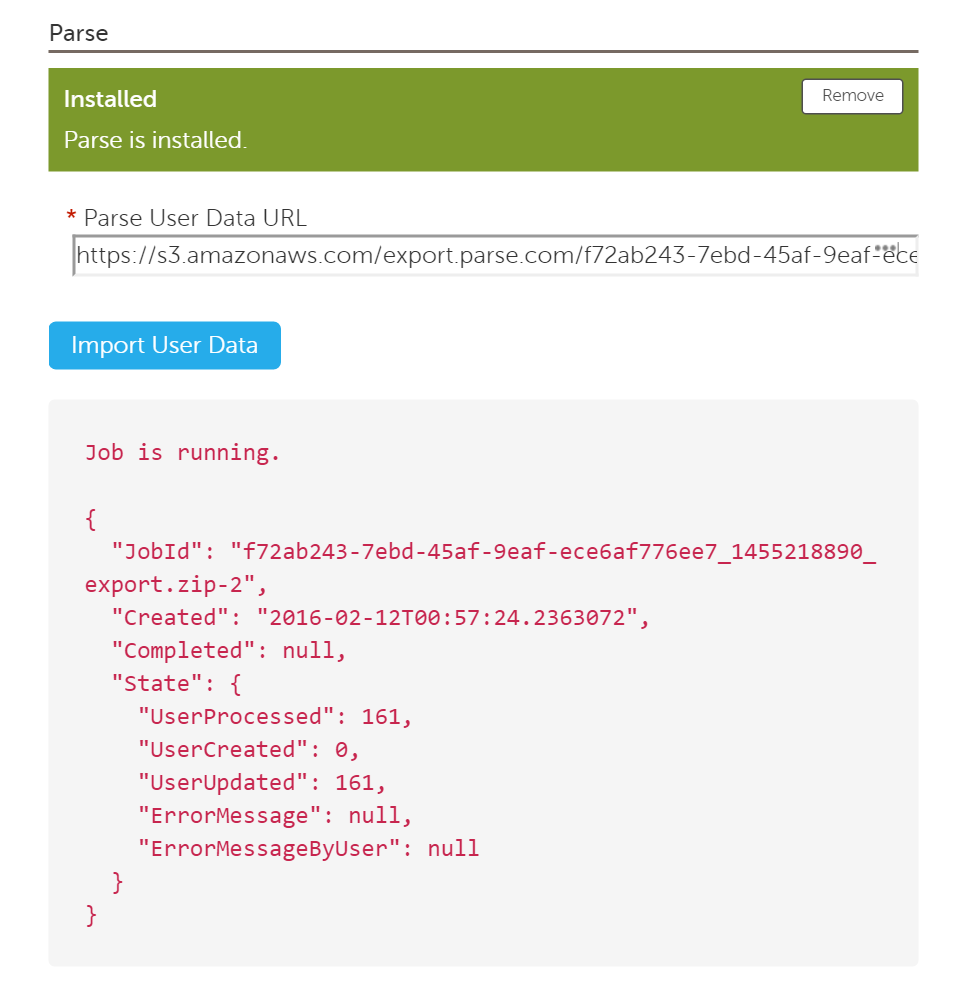 Parse
Installed
Remove
Parse is installed.
* Parse User Data URL
https://s3.amazonaws.com/export.parse.com/f72ab243-7ebd-45af-9eaf-ece
Import User Data
Job is running.
{
"JobId": "f72ab243-7ebd-45af-9eaf-ece6af776ee7_1455218890_
export.zip-2",
"Created": "2016-02-12T00:57:24.2363072",
"Completed": null,
"State": {
"UserProcessed": 161,
"UserCreated": 0,
"UserUpdated": 161,
"ErrorMessage": null,
"ErrorMessageByUser": null
}
}